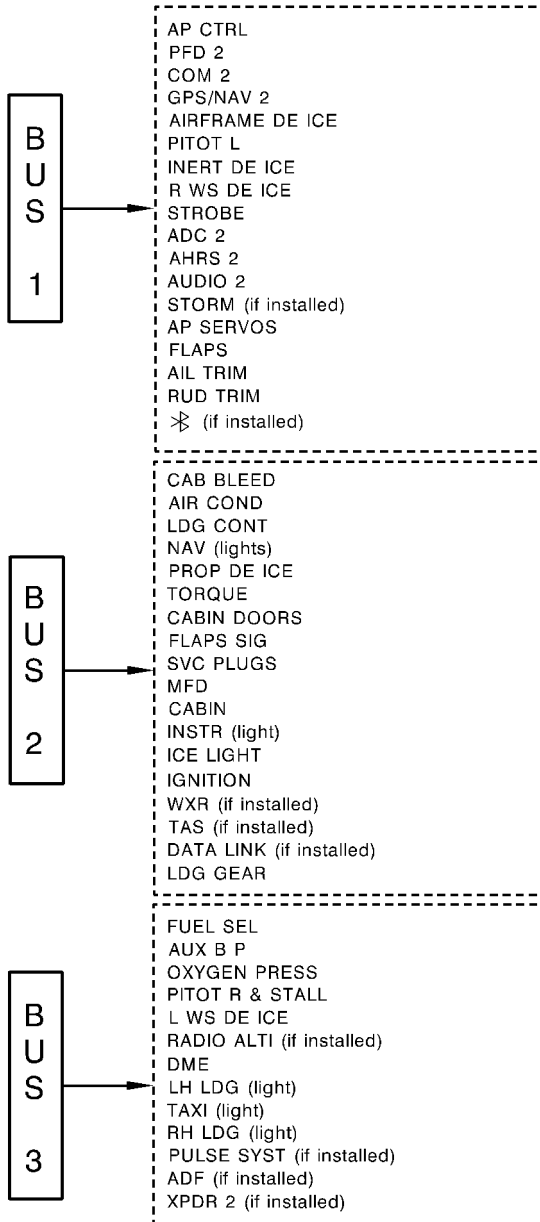 BUS 1
AP CTRL
PFD 2
COM 2
GPS/NAV 2
AIRFRAME DE ICE
PITOT L
INERT DE ICE
R WS DE ICE
STROBE
ADC 2
AHRS 2
AUDIO 2
STORM (if installed)
AP SERVOS
FLAPS
AIL TRIM
RUD TRIM
(if installed)
BUS 2
CAB BLEED
AIR COND
LDG CONT
NAV (lights)
PROP DE ICE
TORQUE
CABIN DOORS
FLAPS SIG
SVC PLUGS
MFD
CABIN
INSTR (light)
ICE LIGHT
IGNITION
WXR (if installed)
TAS (if installed)
DATA LINK (if installed)
LDG GEAR
BUS 3
FUEL SEL
AUX B P
OXYGEN PRESS
PITOT R & STALL
L WS DE ICE
RADIO ALTI (if installed)
DME
LH LDG (light)
TAXI (light)
RH LDG (light)
PULSE SYST (if installed)
ADF (if installed)
XPDR 2 (if installed)